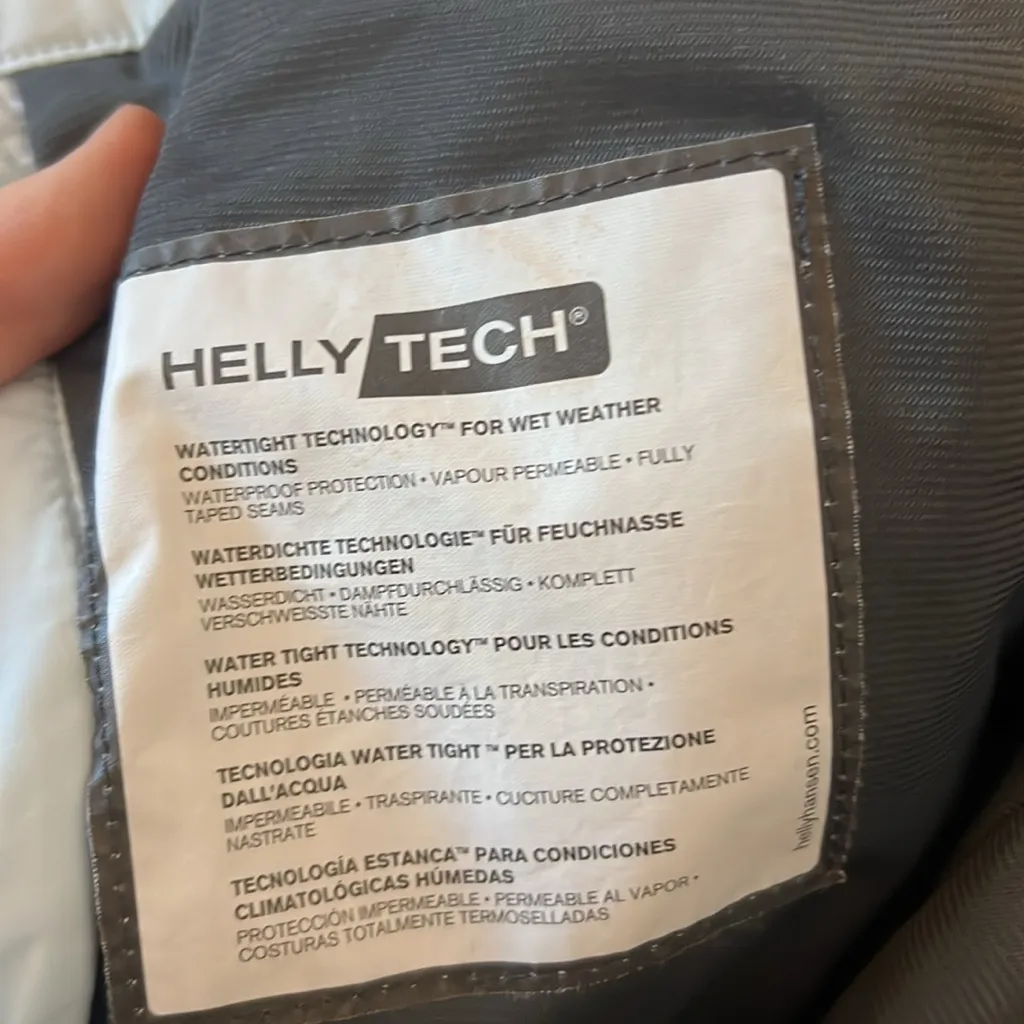 HELLY TECH®
WATERTIGHT TECHNOLOGY™ FOR WET WEATHER
CONDITIONS
WATERPROOF PROTECTION • VAPOUR PERMEABLE • FULLY
TAPED SEAMS
WATERDICHTE TECHNOLOGIE™ FÜR FEUCHNASSE
WETTERBEDINGUNGEN
WASSERDICHT • DAMPFDURCHLÄSSIG • KOMPLETT
VERSCHWEISSTE NÄHTE
WATER TIGHT TECHNOLOGY™ POUR LES CONDITIONS
HUMIDES
IMPERMÉABLE • PERMÉABLE À LA TRANSPIRATION •
COUTURES ÉTANCHES SOUDÉES
TECNOLOGIA WATER TIGHT ™ PER LA PROTEZIONE
DALL'ACQUA
IMPERMEABILE • TRASPIRANTE • CUCITURE COMPLETAMENTE
NASTRATE
TECNOLOGÍA ESTANCA™ PARA CONDICIONES
CLIMATOLÓGICAS HÚMEDAS
PROTECCIÓN IMPERMEABLE • PERMEABLE AL VAPOR •
COSTURAS TOTALMENTE TERMOSELLADAS
hellyhansen.com